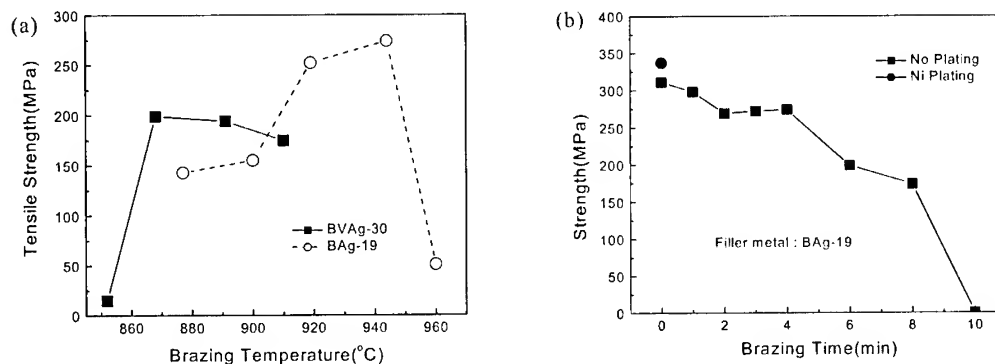 (a)
300
250
200
150
100
50
0
Tensile Strength(MPa)
BVAg-30
BAg-19
860 880 900 920 940 960
Brazing Temperature(°C)
(b)
400
350
300
250
200
150
100
50
0
Strength(MPa)
No Plating
Ni Plating
Filler metal : BAg-19
0 2 4 6 8 10
Brazing Time(min)